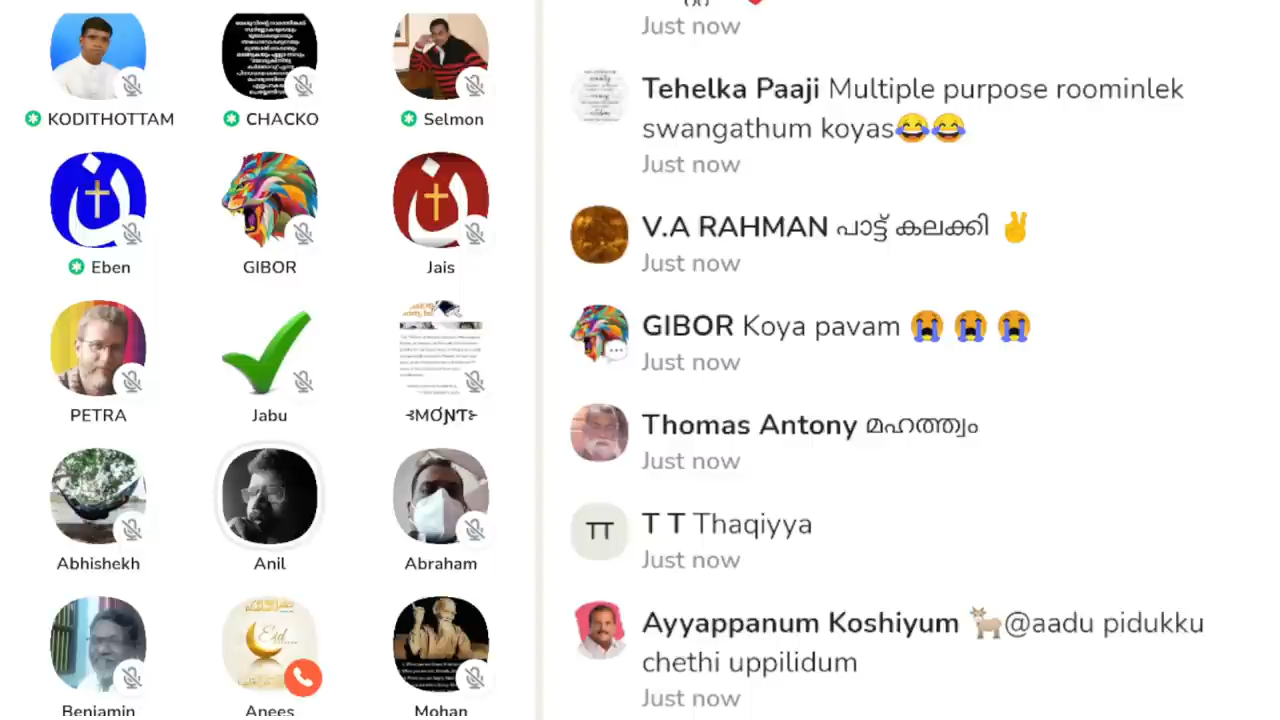 KODITHOTTAM
CHACKO
Selmon
Eben
GIBOR
Jais
PETRA
Jabu
Abhishekh
Anil
Abraham
Eid
Benjamin
Anees
Mohan
Just now
Tehelka Paaji Multiple purpose roominlek
swangathum koyas😂😂
Just now
V.A RAHMAN പാട്ട് കലക്കി ✌
Just now
GIBOR Koya pavam 😭 😭 😭
Just now
Thomas Antony മഹത്ത്വം
Just now
TT
T T Thaqiyya
Just now
Ayyappanum Koshiyum 🐐@aadu pidukku
chethi uppilidum
Just now